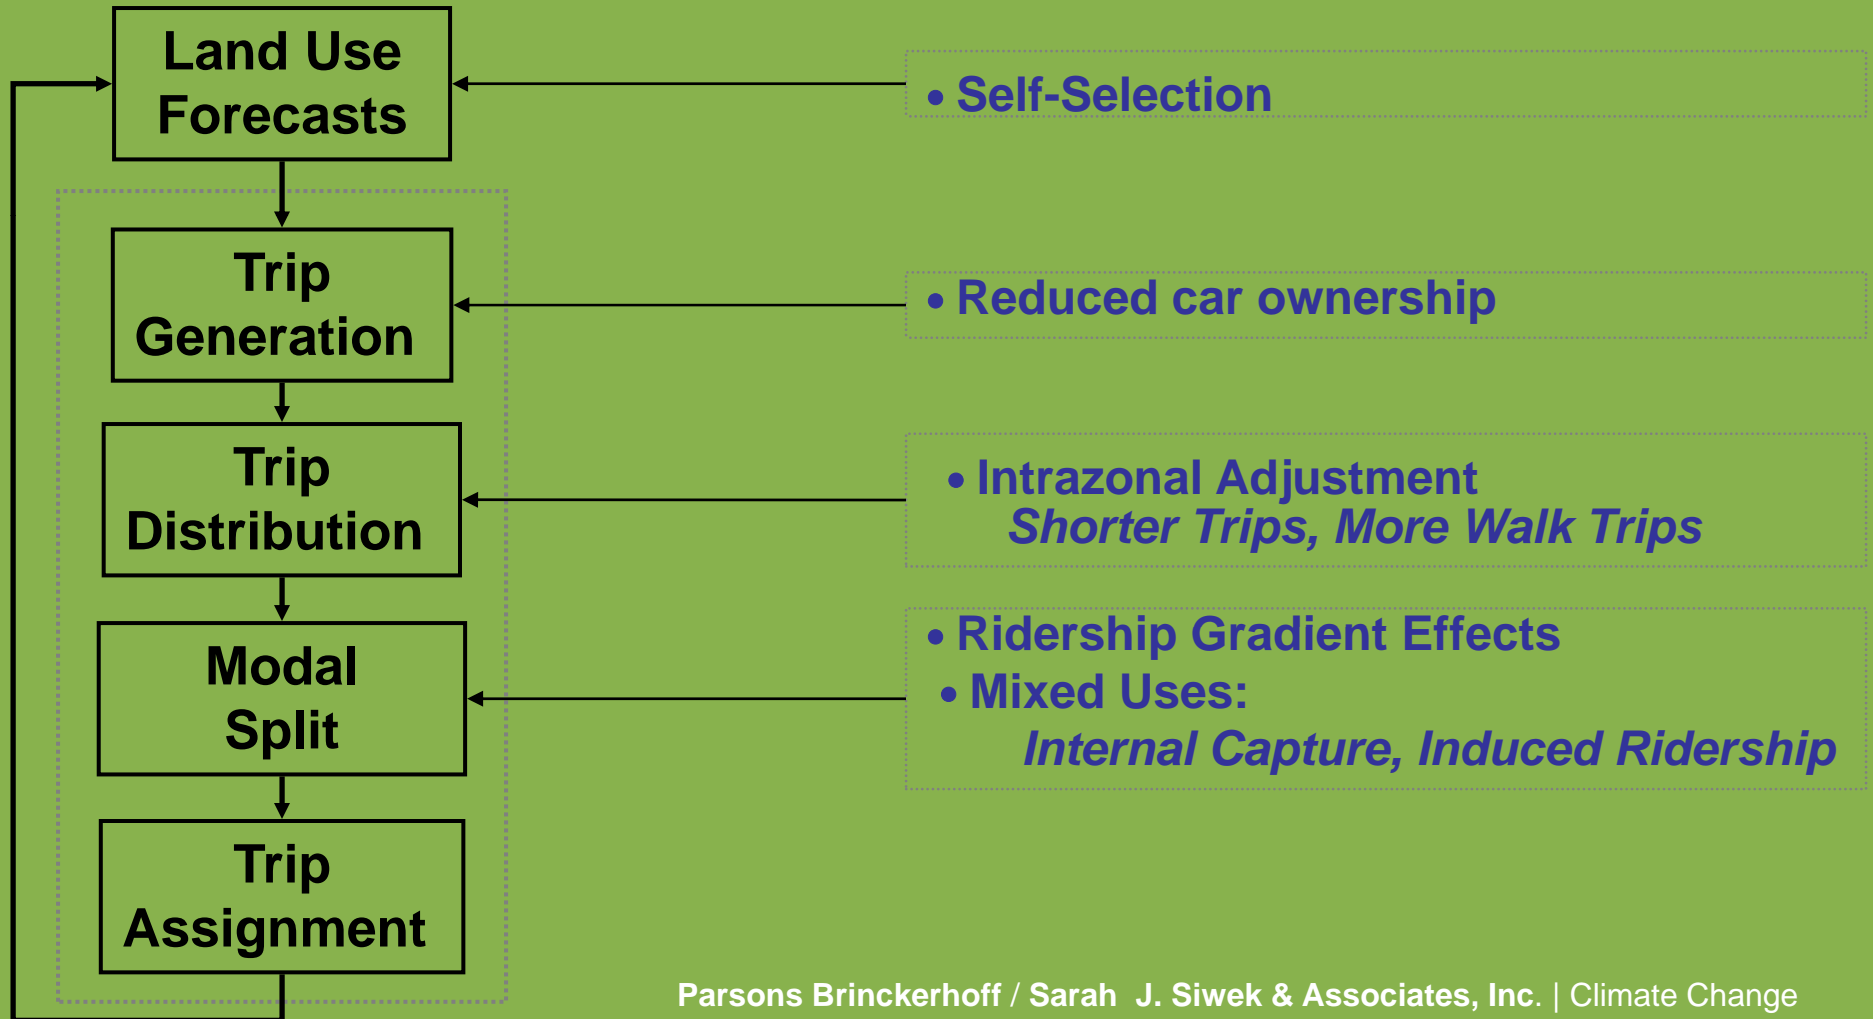 Land Use
Forecasts
• Self-Selection
Trip
Generation
• Reduced car ownership
Trip
Distribution
• Intrazonal Adjustment
Shorter Trips, More Walk Trips
Modal
Split
• Ridership Gradient Effects
• Mixed Uses:
Internal Capture, Induced Ridership
Trip
Assignment
Parsons Brinckerhoff / Sarah J. Siwek & Associates, Inc. | Climate Change